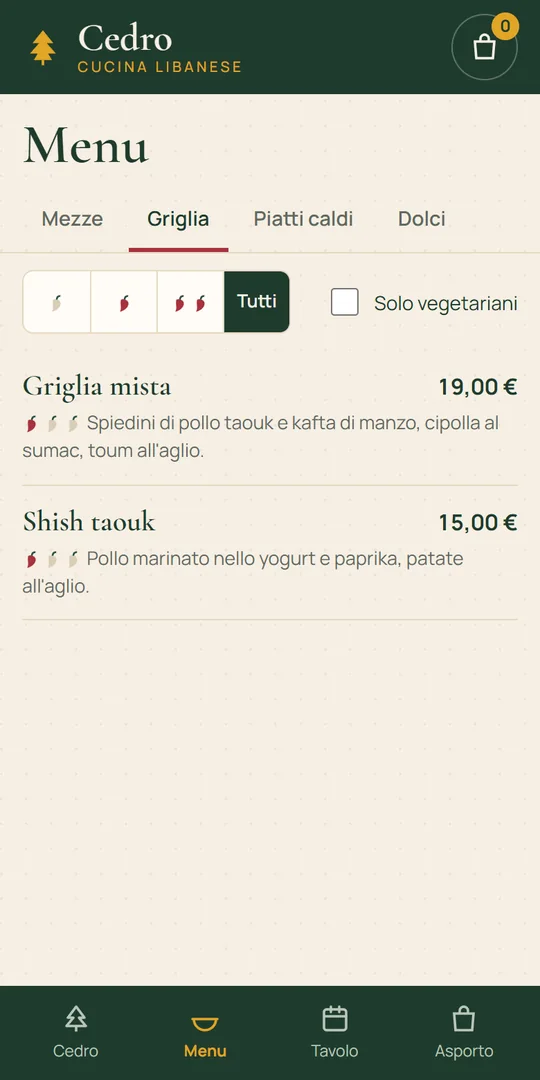 Cedro
CUCINA LIBANESE
0
Menu
Mezze Griglia Piatti caldi Dolci
Tutti Solo vegetariani
Griglia mista 19,00 €
Spiedini di pollo taouk e kafta di manzo, cipolla al
sumac, toum all'aglio.
Shish taouk 15,00 €
Pollo marinato nello yogurt e paprika, patate
all'aglio.
Cedro Menu Tavolo Asporto